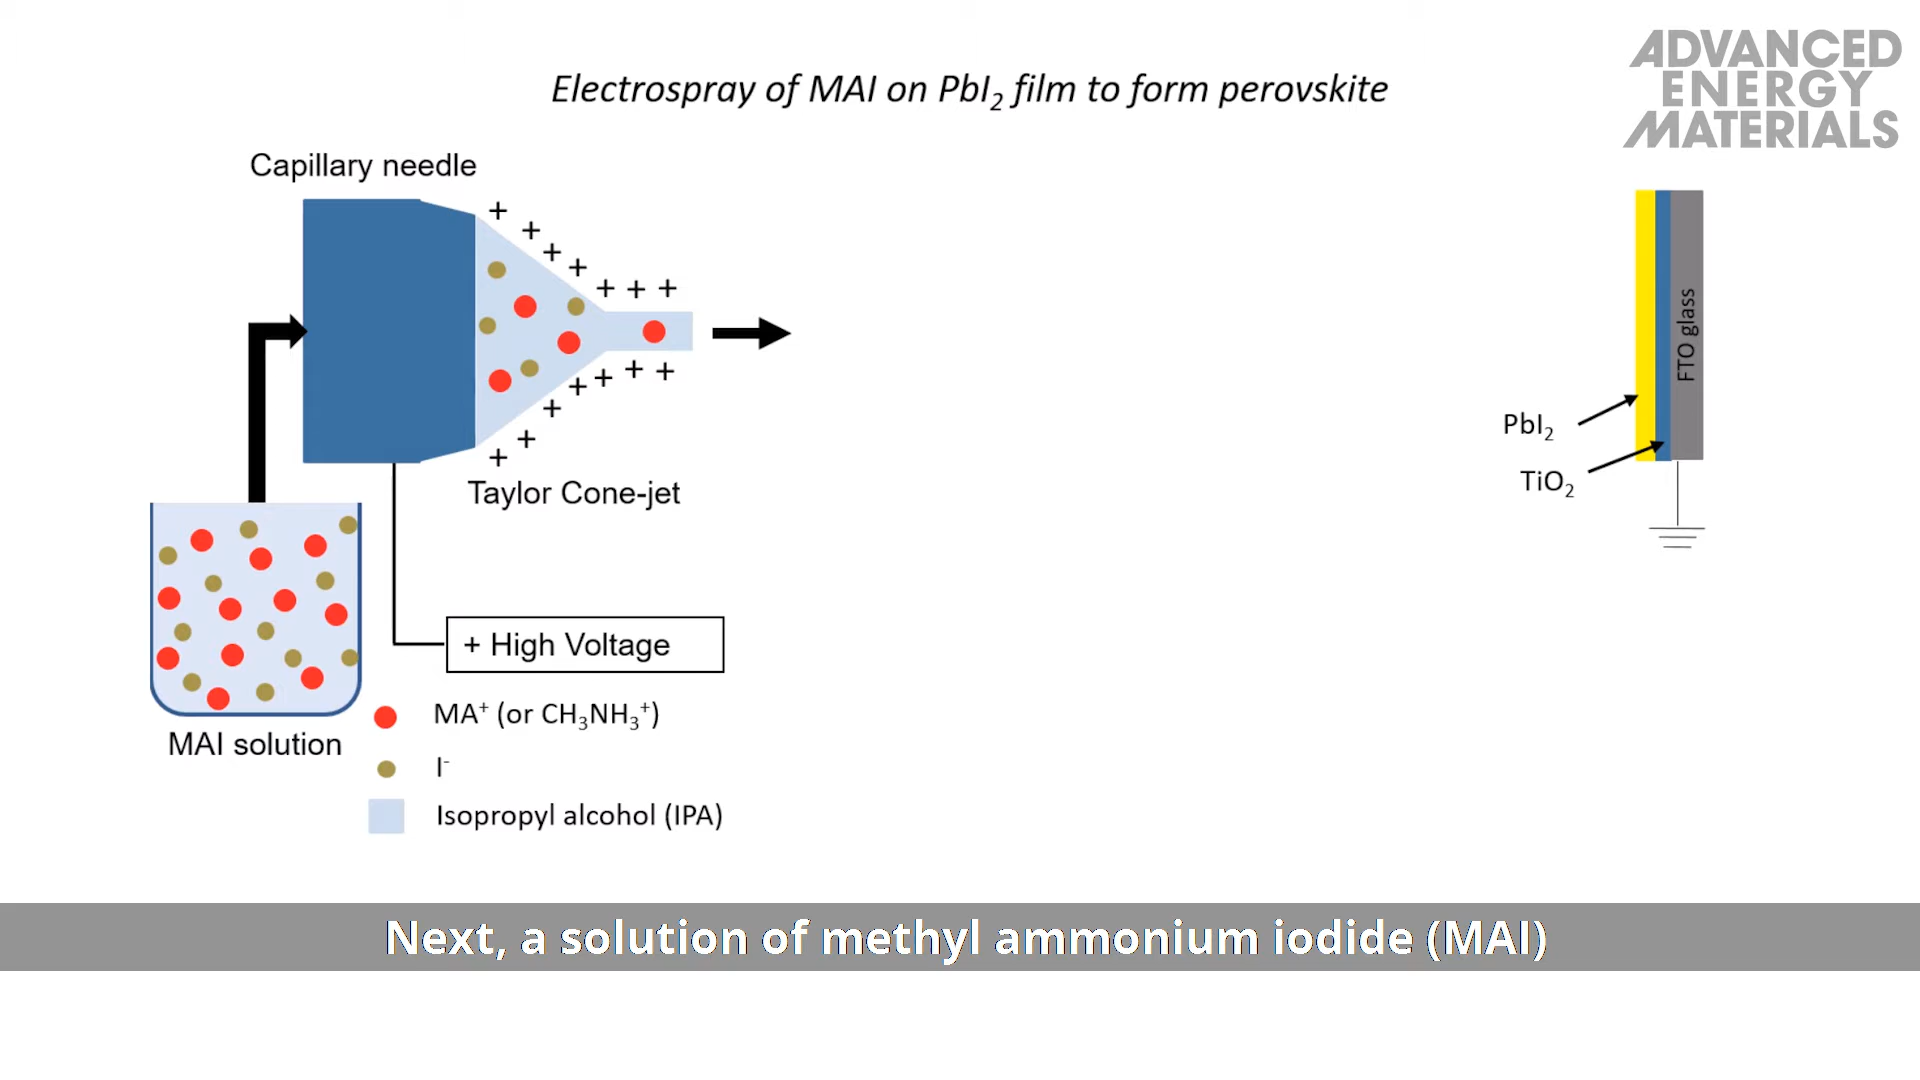 ADVANCED
ENERGY
MATERIALS
Electrospray of MAI on PbI₂ film to form perovskite
Capillary needle
+ + + + + + +
+ + + + + + +
Taylor Cone-jet
FTO glass
PbI₂
TiO₂
+ High Voltage
MAI solution
MA⁺ (or CH₃NH₃⁺)
I⁻
Isopropyl alcohol (IPA)
Next, a solution of methyl ammonium iodide (MAI)